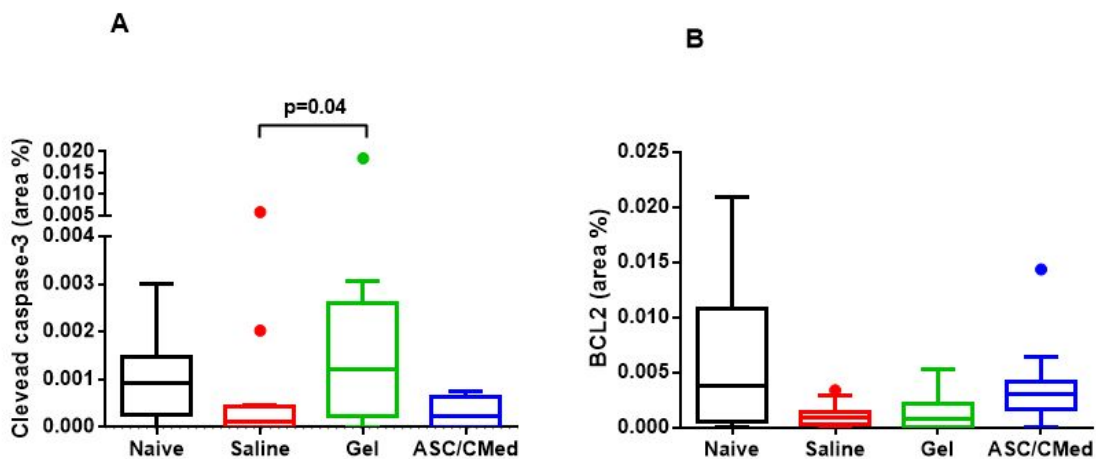 A
p=0.04
Clevead caspase-3 (area %)
0.020
0.015
0.010
0.005
0.004
0.003
0.002
0.001
0.000
Naive Saline Gel ASC/CMed
B
BCL2 (area %)
0.025
0.020
0.015
0.010
0.005
0.000
Naive Saline Gel ASC/CMed